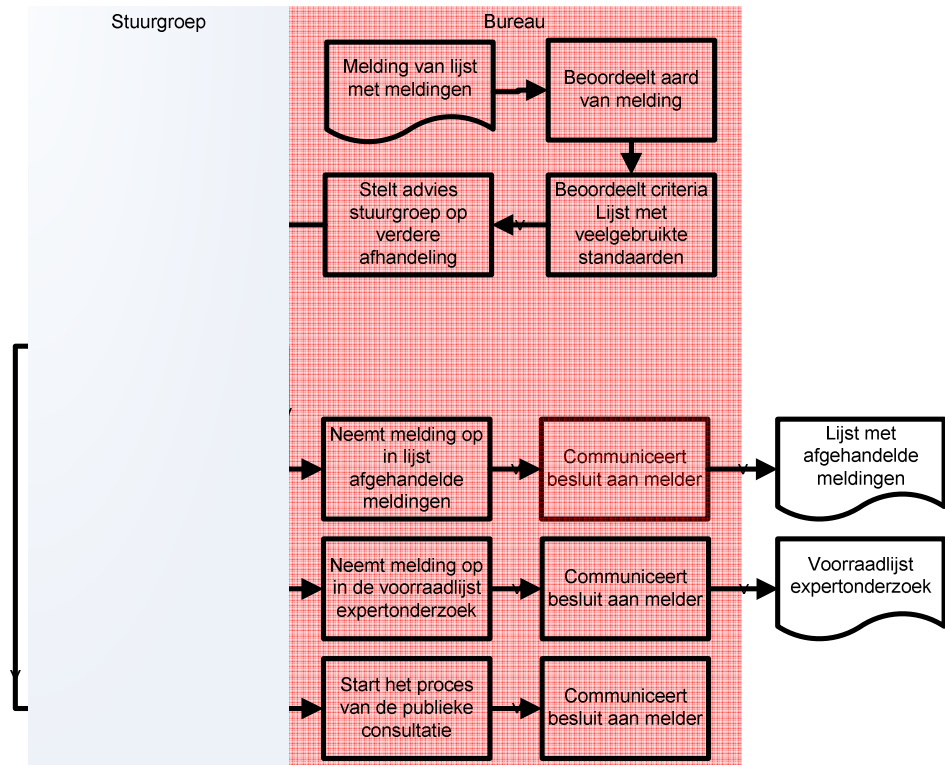 Stuurgroep
Bureau
Melding van lijst
met meldingen
Beoordeelt aard
van melding
Stelt advies
stuurgroep op
verdere
afhandeling
Beoordeelt criteria
Lijst met
veelgebruikte
standaarden
Neemt melding op
in lijst
afgehandelde
meldingen
Communiceert
besluit aan melder
Lijst met
afgehandelde
meldingen
Neemt melding op
in de voorraadlijst
expertonderzoek
Communiceert
besluit aan melder
Voorraadlijst
expertonderzoek
Start het proces
van de publieke
consultatie
Communiceert
besluit aan melder